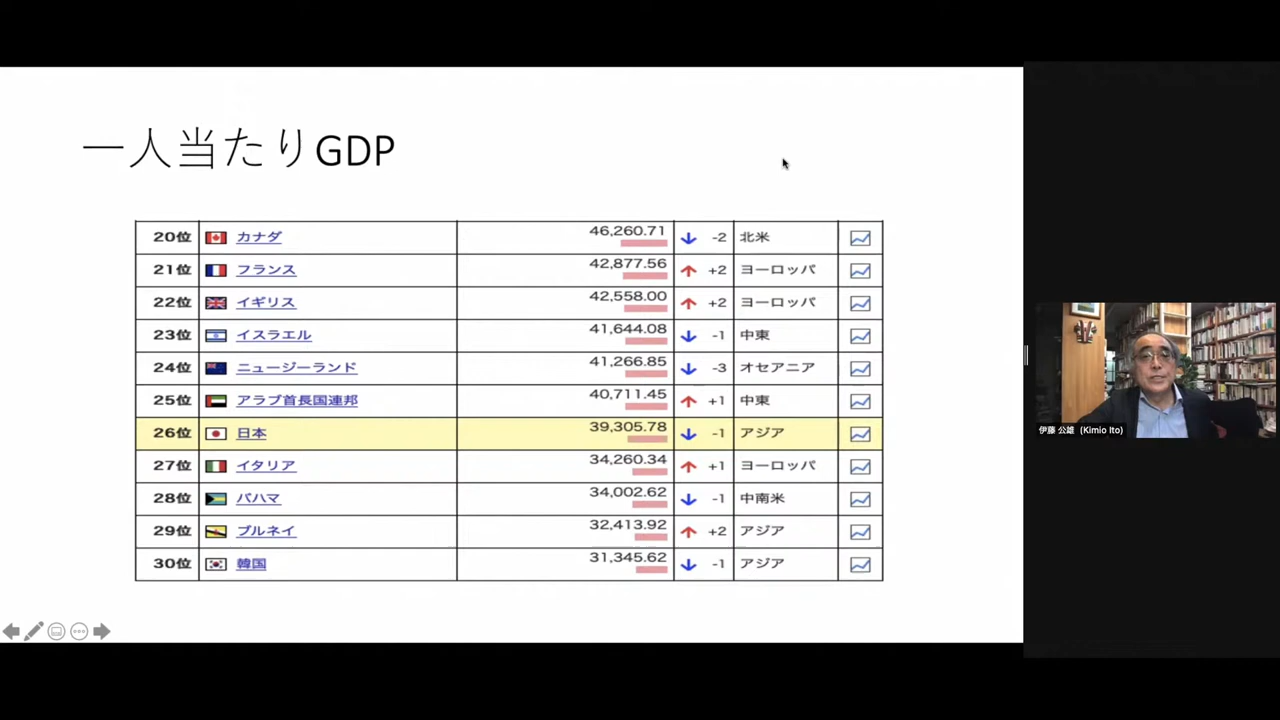 一人当たりGDP
20位 カナダ 46,260.71 -2 北米
21位 フランス 42,877.56 +2 ヨーロッパ
22位 イギリス 42,558.00 +2 ヨーロッパ
23位 イスラエル 41,644.08 -1 中東
24位 ニュージーランド 41,266.85 -3 オセアニア
25位 アラブ首長国連邦 40,711.45 +1 中東
26位 日本 39,305.78 -1 アジア
27位 イタリア 34,260.34 +1 ヨーロッパ
28位 バハマ 34,002.62 -1 中南米
29位 ブルネイ 32,413.92 +2 アジア
30位 韓国 31,345.62 -1 アジア
伊藤 公雄 (Kimio Ito)